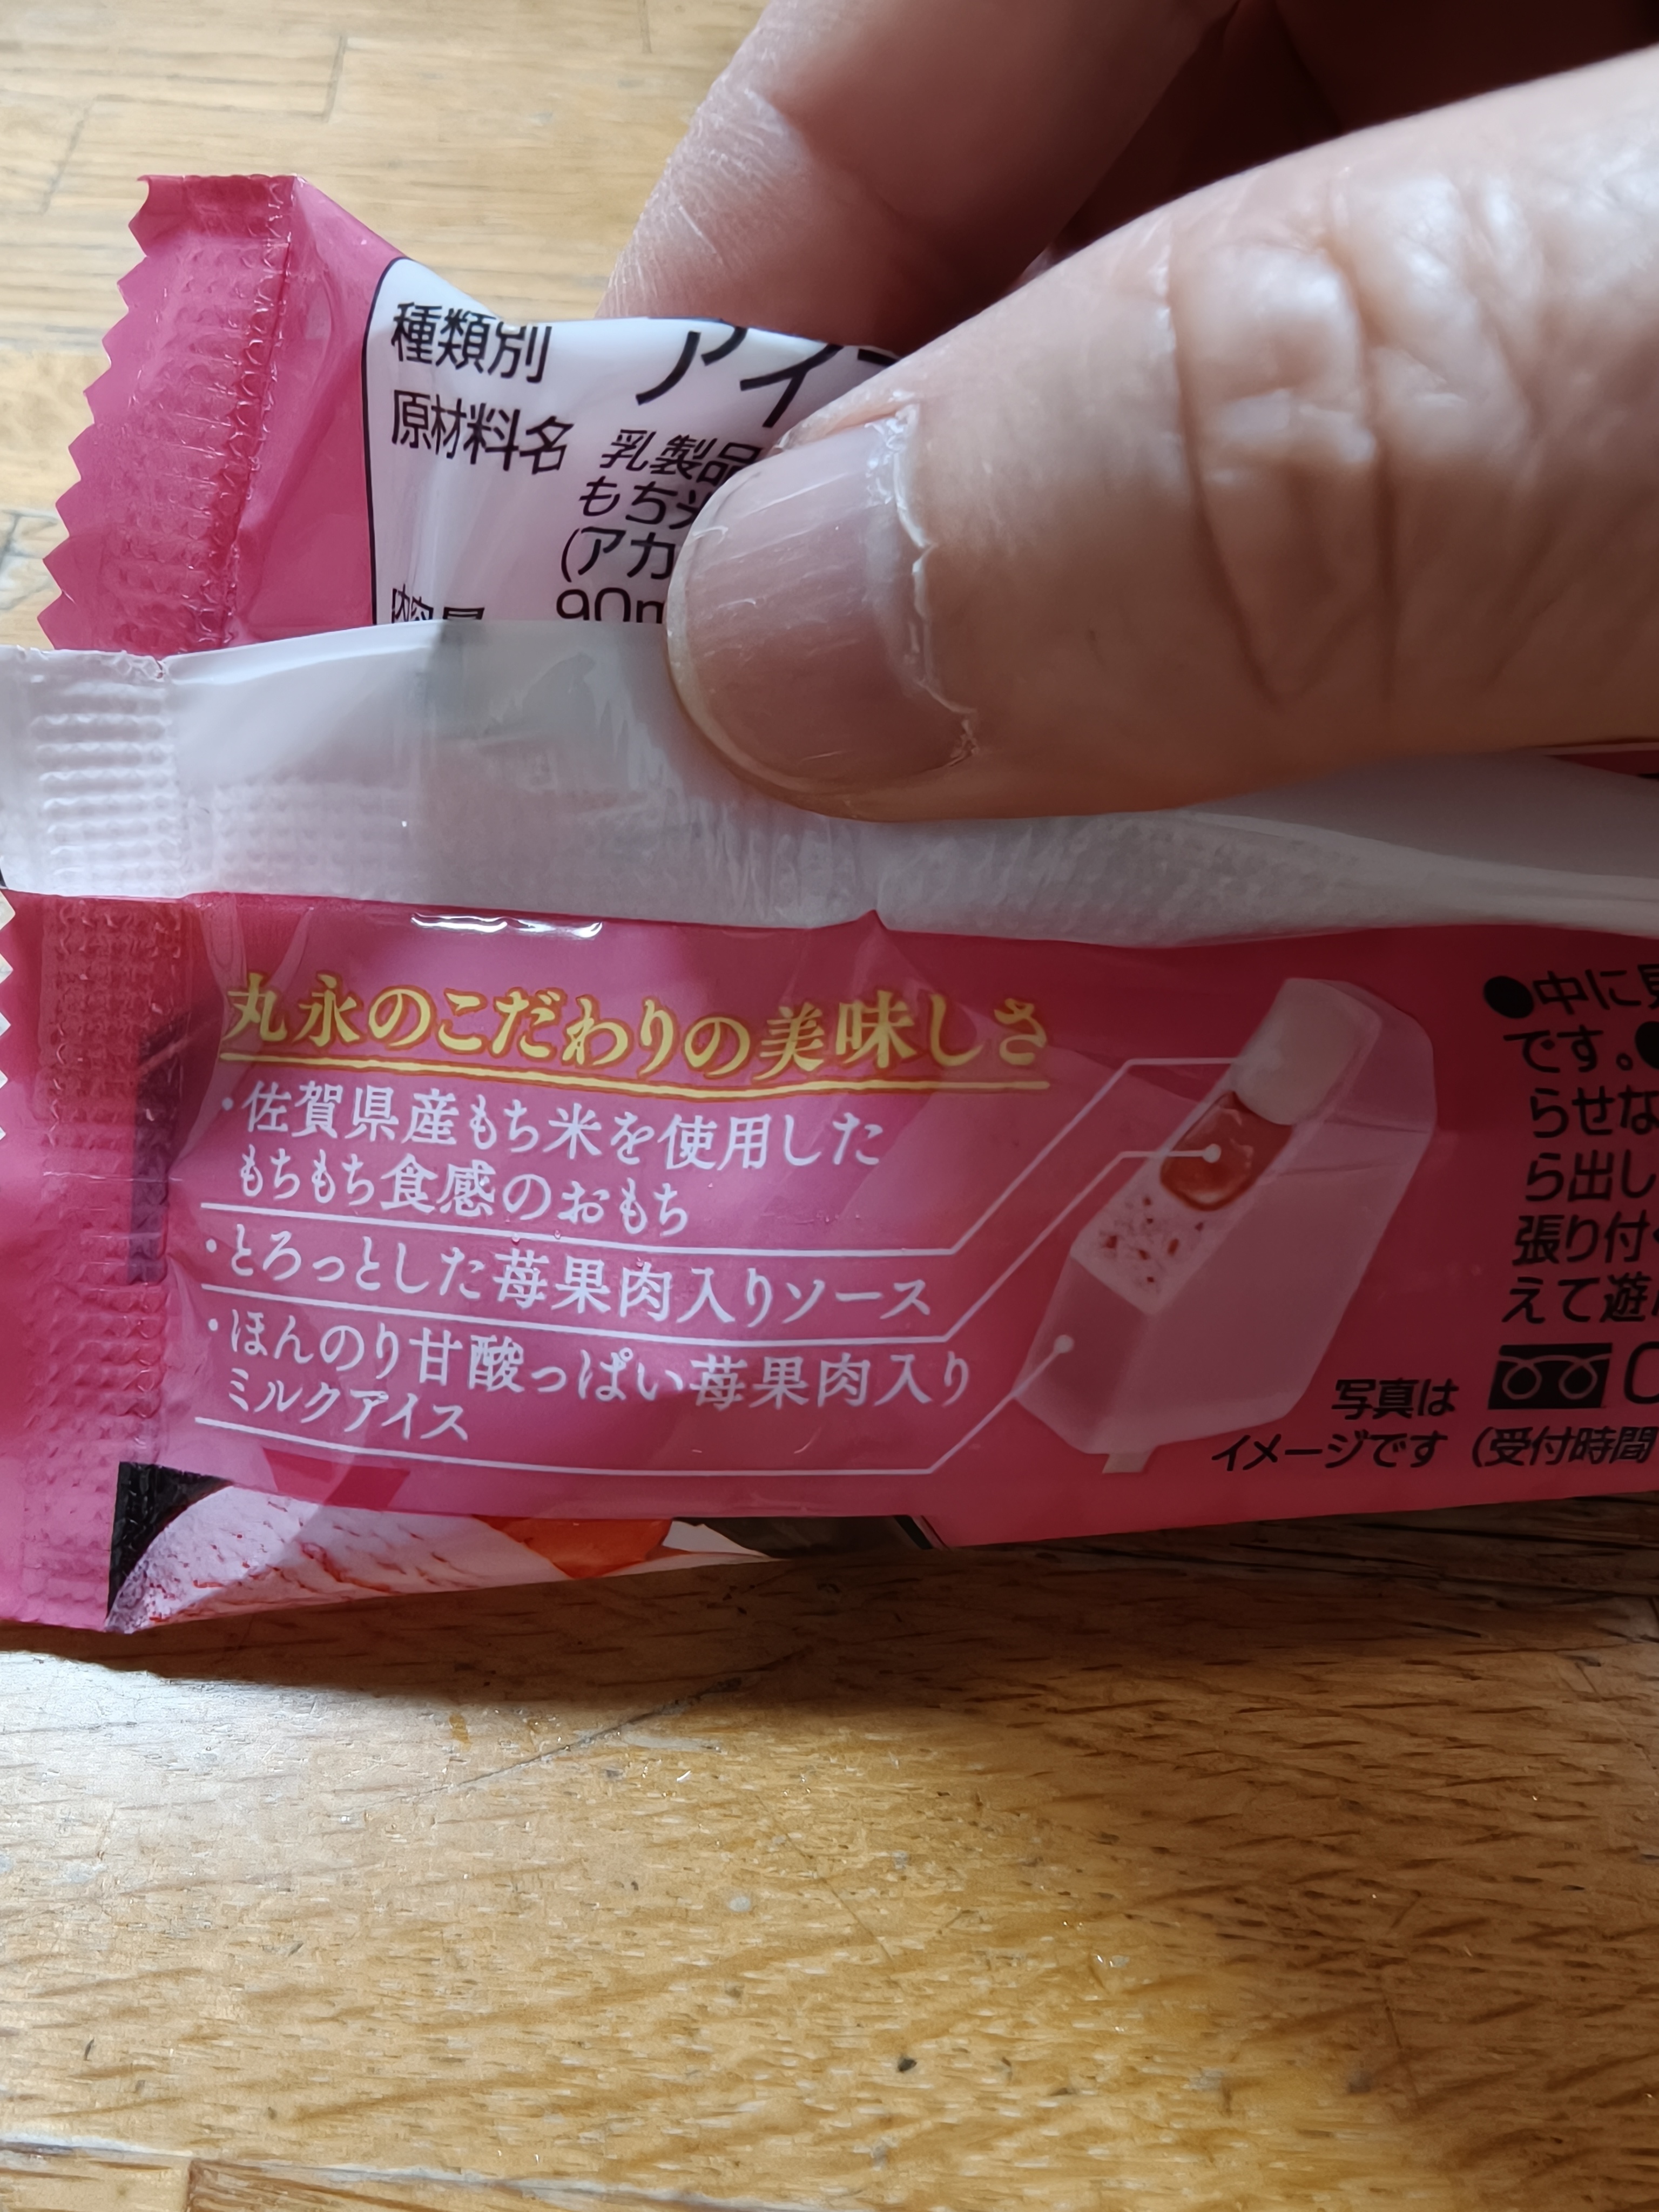 種類別 アイ
原材料名 乳製品
もち米
(アカ
内容量 90m
丸永のこだわりの美味しさ
・佐賀県産もち米を使用した
もちもち食感のおもち
・とろっとした苺果肉入りソース
・ほんのり甘酸っぱい苺果肉入り
ミルクアイス
●中に
です。●
らせな
ら出し
張り付
えて遊
写真は
イメージです
(受付時間